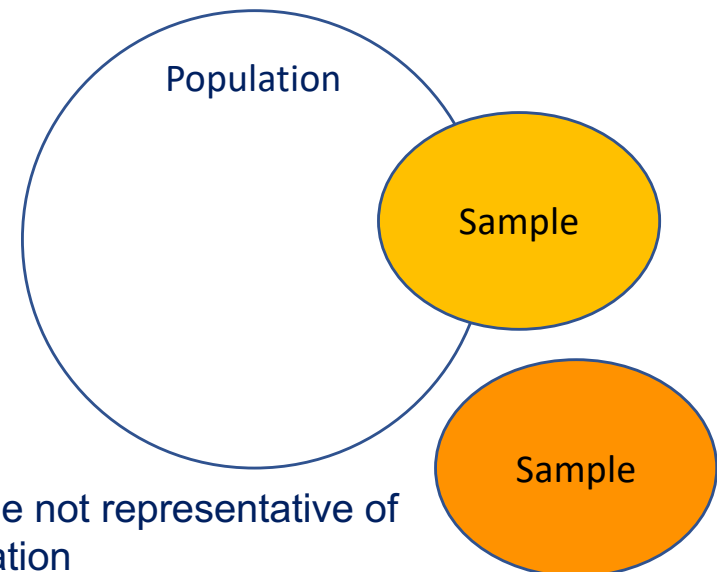 Population
Sample
Sample
e not representative of
ation